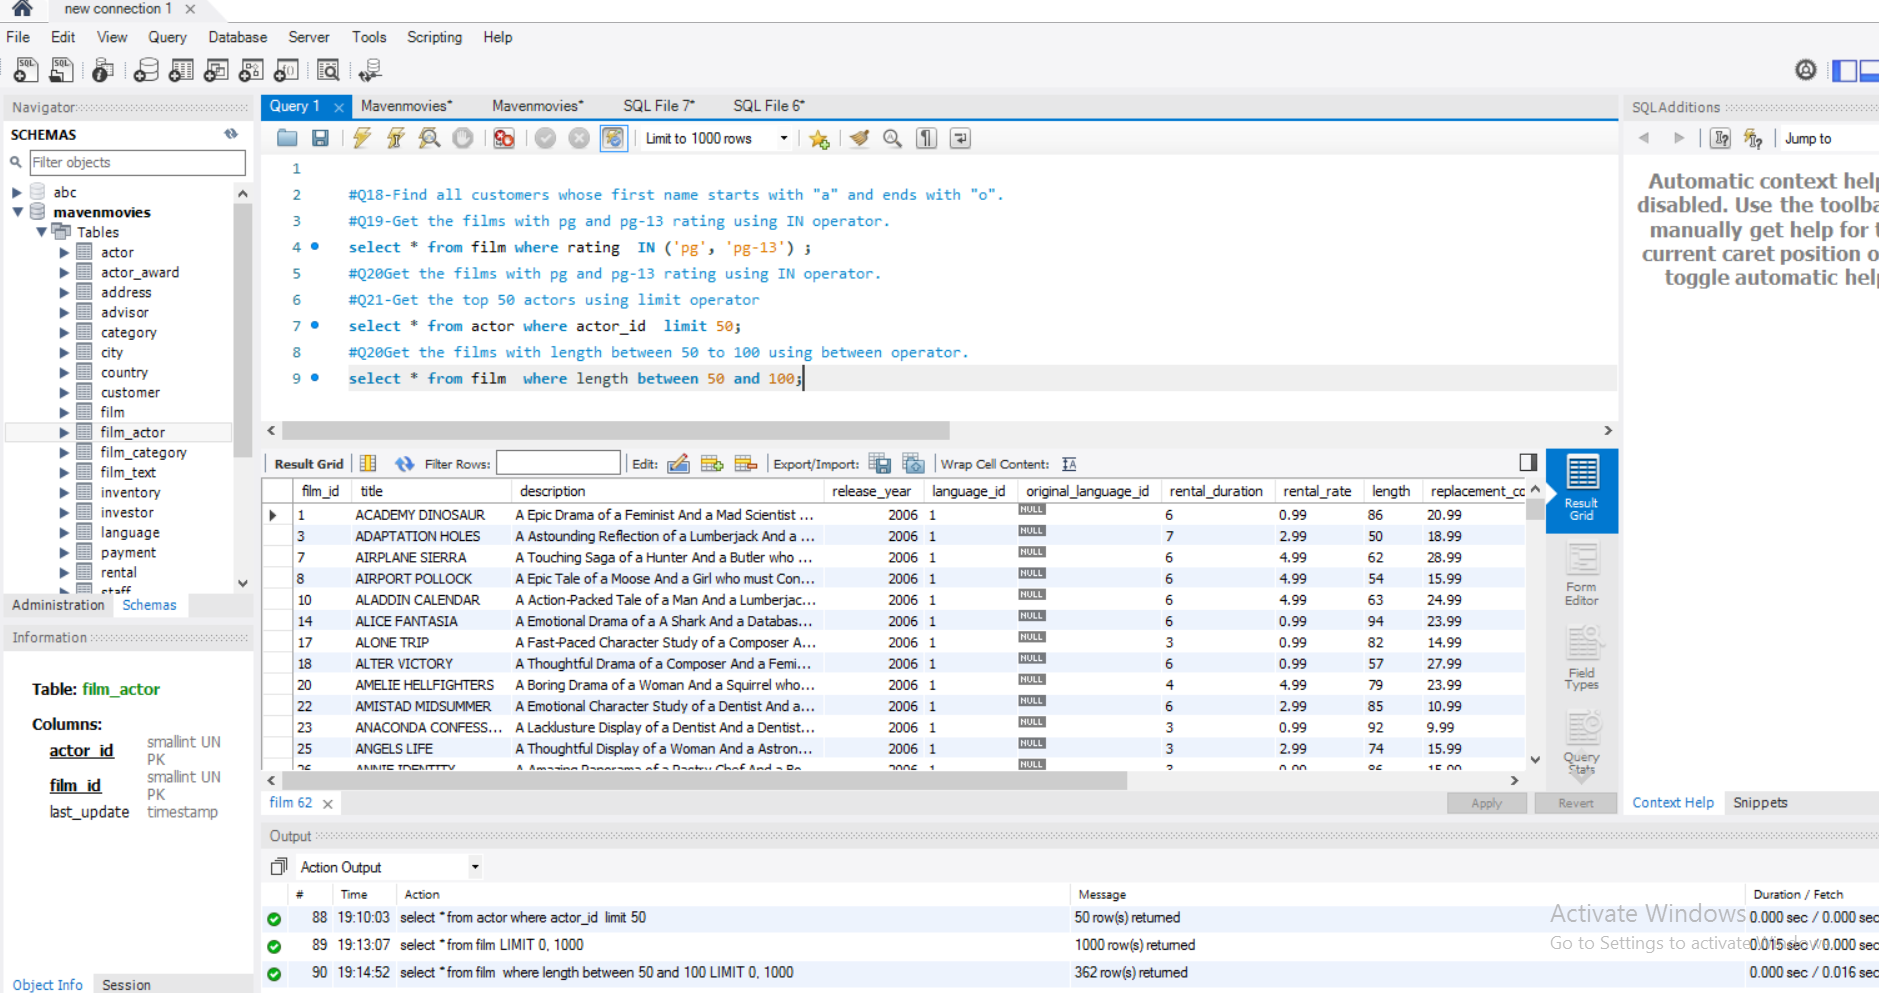 new connection 1
File Edit View Query Database Server Tools Scripting Help
Navigator
SCHEMAS
Filter objects
abc
mavenmovies
Tables
actor
actor_award
address
advisor
category
city
country
customer
film
film_actor
film_category
film_text
inventory
investor
language
payment
rental
staff
Administration Schemas
Information
Table: film_actor
Columns:
actor_id smallint UN PK
film_id smallint UN PK
last_update timestamp
Object Info Session
Query 1 Mavenmovies* Mavenmovies* SQL File 7* SQL File 6*
Limit to 1000 rows
1
2 #Q18-Find all customers whose first name starts with "a" and ends with "o".
3 #Q19-Get the films with pg and pg-13 rating using IN operator.
4 select * from film where rating  IN ('pg', 'pg-13') ;
5 #Q20Get the films with pg and pg-13 rating using IN operator.
6 #Q21-Get the top 50 actors using limit operator
7 select * from actor where actor_id  limit 50;
8 #Q20Get the films with length between 50 to 100 using between operator.
9 select * from film  where length between 50 and 100;
Result Grid Filter Rows: Edit: Export/Import: Wrap Cell Content:
film_id title description release_year language_id original_language_id rental_duration rental_rate length replacement_co
1 ACADEMY DINOSAUR A Epic Drama of a Feminist And a Mad Scientist ... 2006 1 NULL 6 0.99 86 20.99
3 ADAPTATION HOLES A Astounding Reflection of a Lumberjack And a ... 2006 1 NULL 7 2.99 50 18.99
7 AIRPLANE SIERRA A Touching Saga of a Hunter And a Butler who ... 2006 1 NULL 6 4.99 62 28.99
8 AIRPORT POLLOCK A Epic Tale of a Moose And a Girl who must Con... 2006 1 NULL 6 4.99 54 15.99
10 ALADDIN CALENDAR A Action-Packed Tale of a Man And a Lumberjac... 2006 1 NULL 6 4.99 63 24.99
14 ALICE FANTASIA A Emotional Drama of a A Shark And a Databas... 2006 1 NULL 6 0.99 94 23.99
17 ALONE TRIP A Fast-Paced Character Study of a Composer A... 2006 1 NULL 3 0.99 82 14.99
18 ALTER VICTORY A Thoughtful Drama of a Composer And a Femi... 2006 1 NULL 6 0.99 57 27.99
20 AMELIE HELLFIGHTERS A Boring Drama of a Woman And a Squirrel who... 2006 1 NULL 4 4.99 79 23.99
22 AMISTAD MIDSUMMER A Emotional Character Study of a Dentist And a... 2006 1 NULL 6 2.99 85 10.99
23 ANACONDA CONFESS... A Lacklusture Display of a Dentist And a Dentist... 2006 1 NULL 3 0.99 92 9.99
25 ANGELS LIFE A Thoughtful Display of a Woman And a Astron... 2006 1 NULL 3 2.99 74 15.99
26 ANNIE IDENTITY A Amazing Panorama of a Pastry Chef And a Bo 2006 1 NULL 3 0.99 86 15.99
Result Grid
Form Editor
Field Types
Query Stats
film 62 Apply Revert
SQLAdditions
Jump to
Automatic context help
disabled. Use the toolba
manually get help for t
current caret position o
toggle automatic help
Context Help Snippets
Output
Action Output
# Time Action Message Duration / Fetch
88 19:10:03 select * from actor where actor_id  limit 50 50 row(s) returned 0.000 sec / 0.000 sec
89 19:13:07 select * from film LIMIT 0, 1000 1000 row(s) returned 0.015 sec / 0.000 sec
90 19:14:52 select * from film  where length between 50 and 100 LIMIT 0, 1000 362 row(s) returned 0.000 sec / 0.016 sec
Activate Windows
Go to Settings to activate Windows.